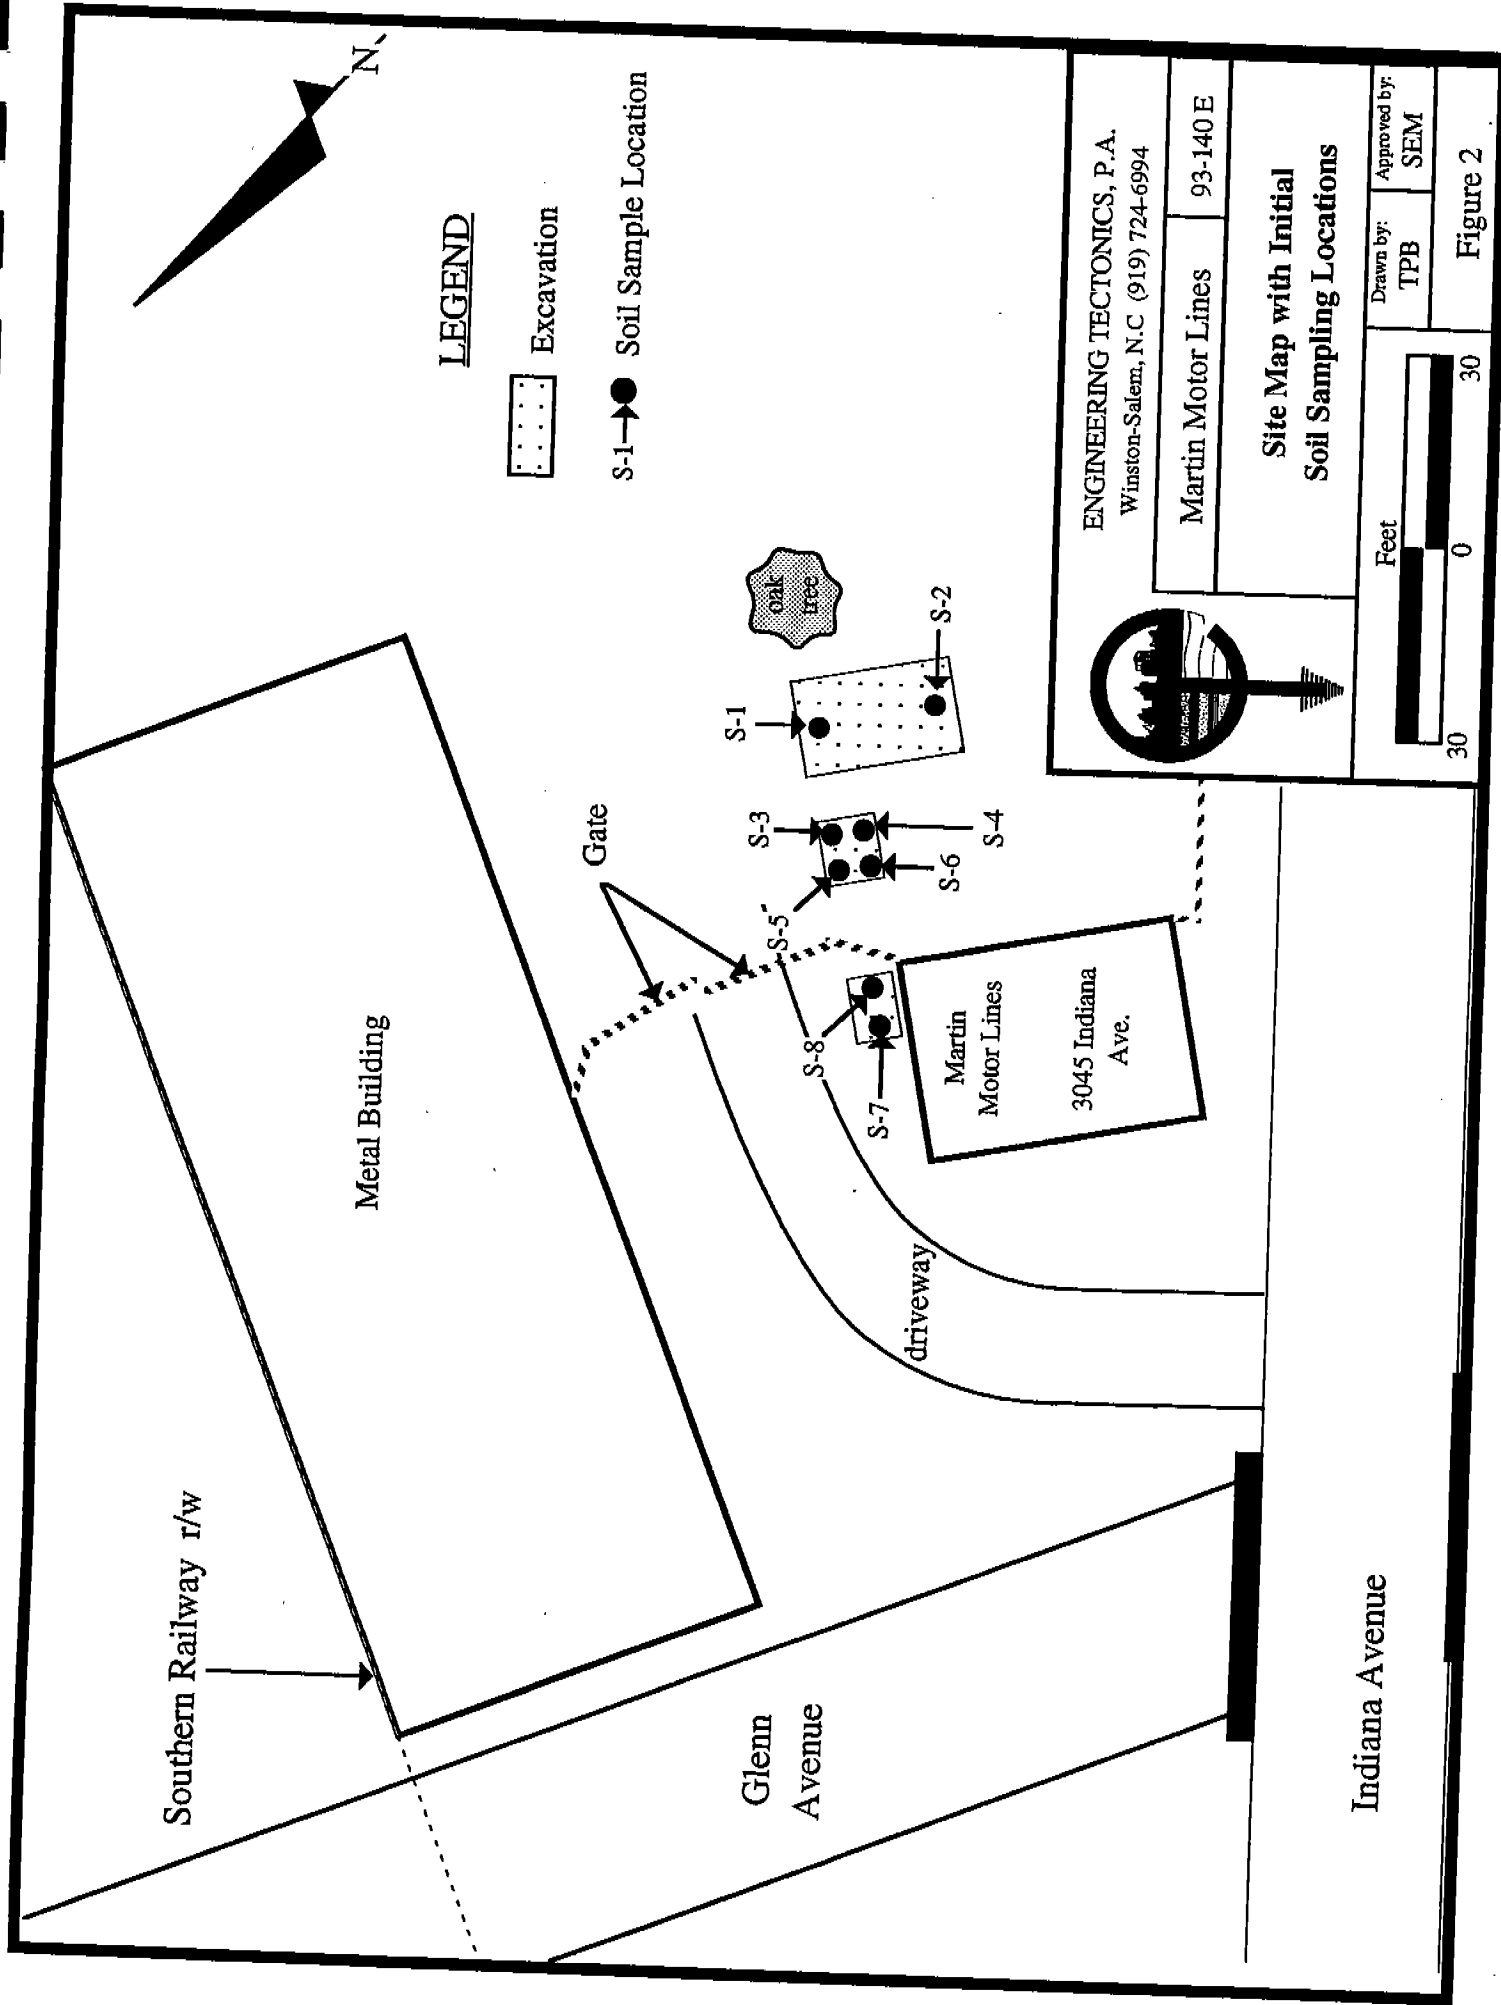 Southern Railway r/w
N
Metal Building
LEGEND
Excavation
S-1
Soil Sample Location
Gate
oak
tree
S-1
S-2
S-3
S-4
S-5
S-6
S-8
S-7
Martin
Motor Lines
3045 Indiana
Ave.
driveway
Glenn
Avenue
Indiana Avenue
ENGINEERING TECTONICS, P.A.
Winston-Salem, N.C (919) 724-6994
Martin Motor Lines
93-140 E
Site Map with Initial
Soil Sampling Locations
Feet
30 0 30
Drawn by:
TPB
Approved by:
SEM
Figure 2